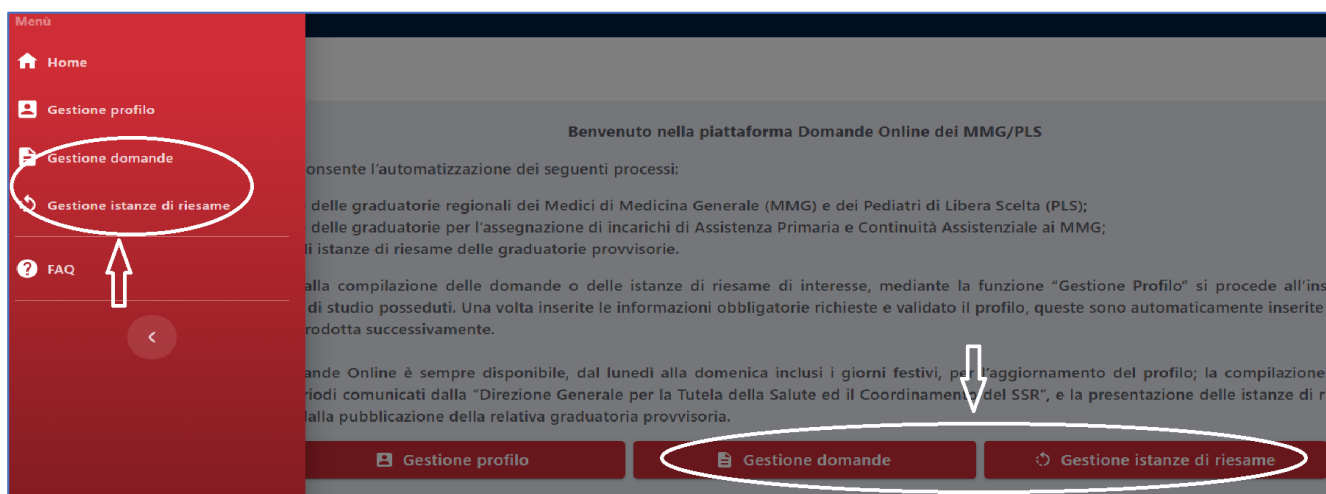 Menù
Home
Gestione profilo
Gestione domande
Gestione istanze di riesame
FAQ
Benvenuto nella piattaforma Domande Online dei MMG/PLS
onsente l'automatizzazione dei seguenti processi:
delle graduatorie regionali dei Medici di Medicina Generale (MMG) e dei Pediatri di Libera Scelta (PLS);
delle graduatorie per l'assegnazione di incarichi di Assistenza Primaria e Continuità Assistenziale ai MMG;
di istanze di riesame delle graduatorie provvisorie.
alla compilazione delle domande o delle istanze di riesame di interesse, mediante la funzione "Gestione Profilo" si procede all'ins
di studio posseduti. Una volta inserite le informazioni obbligatorie richieste e validato il profilo, queste sono automaticamente inserite
rodotta successivamente.
ande Online è sempre disponibile, dal lunedì alla domenica inclusi i giorni festivi, per l'aggiornamento del profilo; la compilazione
riodi comunicati dalla "Direzione Generale per la Tutela della Salute ed il Coordinamento del SSR", e la presentazione delle istanze di r
dalla pubblicazione della relativa graduatoria provvisoria.
Gestione profilo
Gestione domande
Gestione istanze di riesame